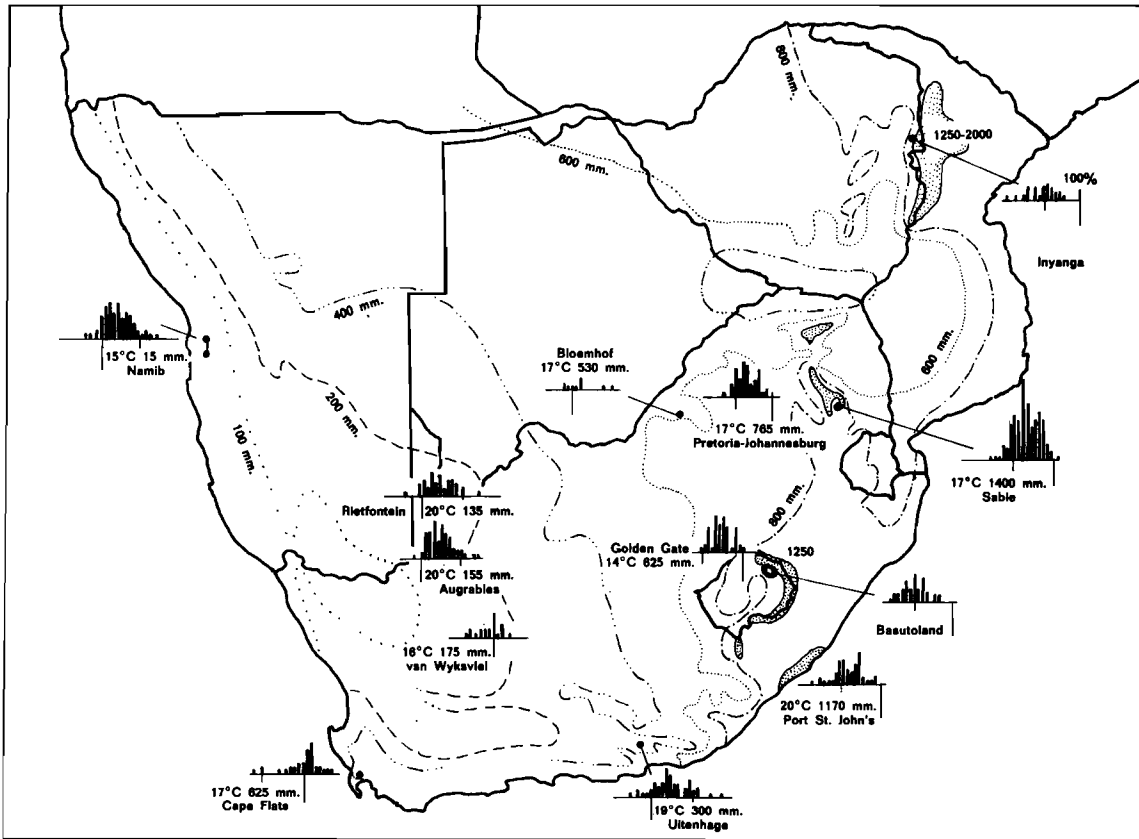 800 mm.
1250-2000
600 mm.
100%
Inyanga
400 mm.
600 mm.
15°C 15 mm.
Namib
Bloemhof
17°C 530 mm.
200 mm.
17°C 765 mm.
Pretoria-Johannesburg
100 mm.
17°C 1400 mm.
Sabie
Rietfontein
20°C 135 mm.
800 mm.
Golden Gate
14°C 625 mm.
1250
20°C 155 mm.
Augrabies
Basutoland
16°C 175 mm.
van Wyksvlei
20°C 1170 mm.
Port St. John's
17°C 625 mm.
Cape Flats
19°C 300 mm.
Uitenhage